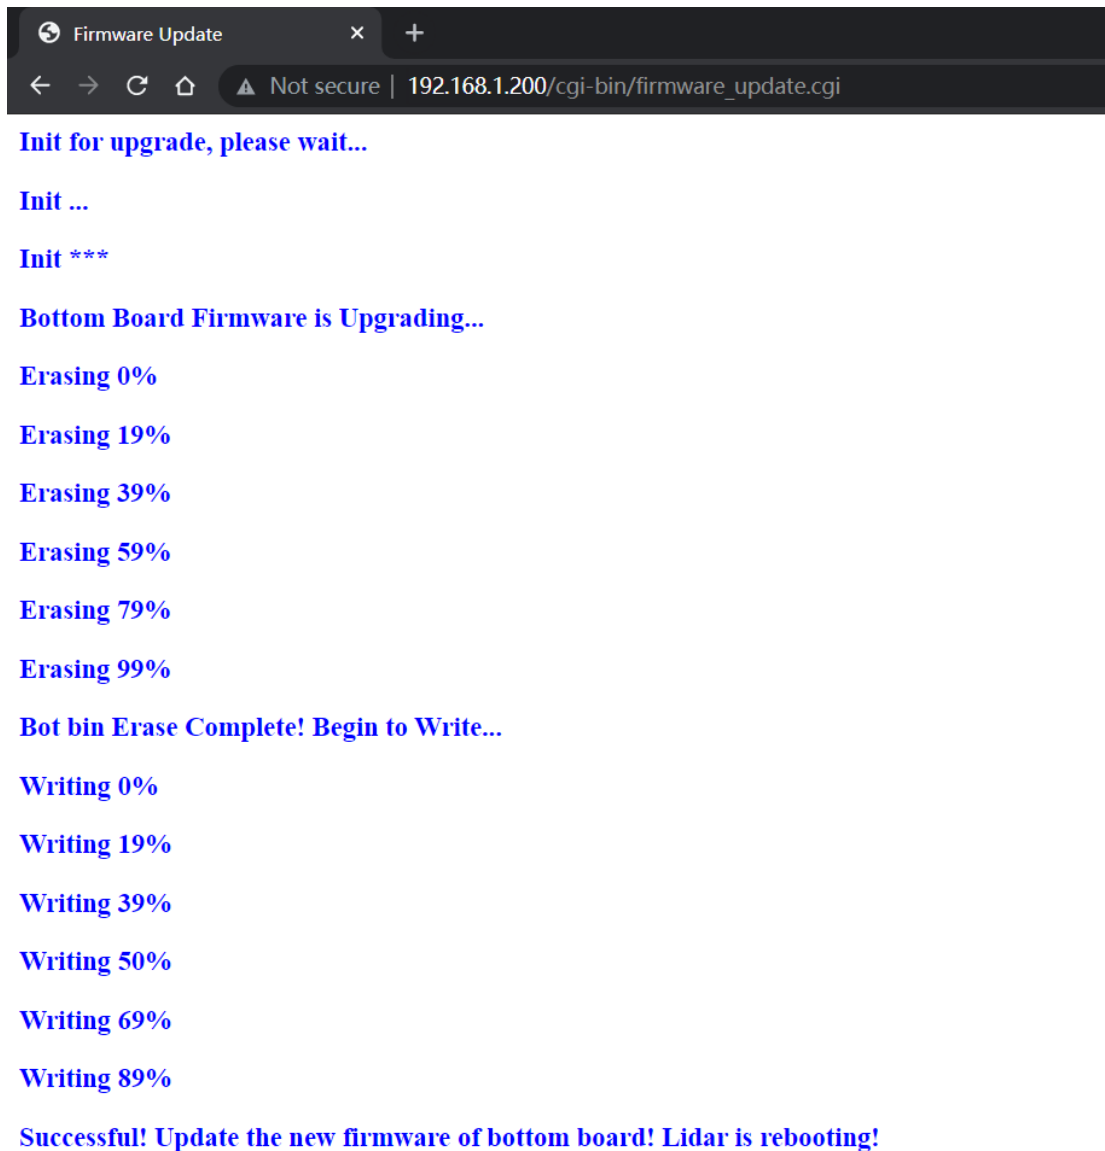 Firmware Update
Not secure | 192.168.1.200/cgi-bin/firmware_update.cgi
Init for upgrade, please wait...
Init ...
Init ***
Bottom Board Firmware is Upgrading...
Erasing 0%
Erasing 19%
Erasing 39%
Erasing 59%
Erasing 79%
Erasing 99%
Bot bin Erase Complete! Begin to Write...
Writing 0%
Writing 19%
Writing 39%
Writing 50%
Writing 69%
Writing 89%
Successful! Update the new firmware of bottom board! Lidar is rebooting!